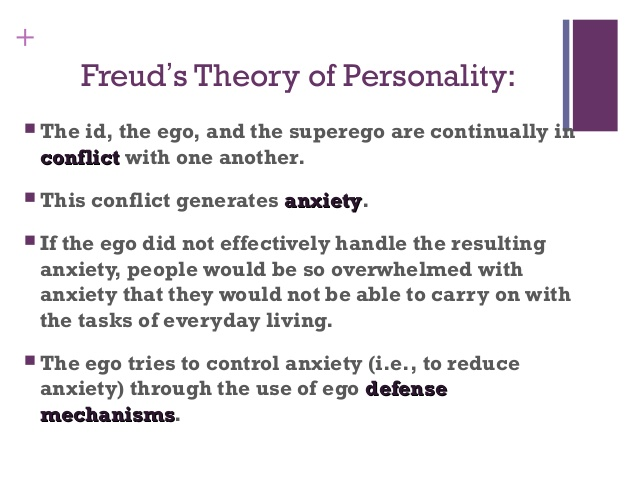 +
Freud’s Theory of Personality:
■ The id, the ego, and the superego are continually in
conflict with one another.
■ This conflict generates anxiety.
■ If the ego did not effectively handle the resulting
anxiety, people would be so overwhelmed with
anxiety that they would not be able to carry on with
the tasks of everyday living.
■ The ego tries to control anxiety (i.e., to reduce
anxiety) through the use of ego defense
mechanisms.